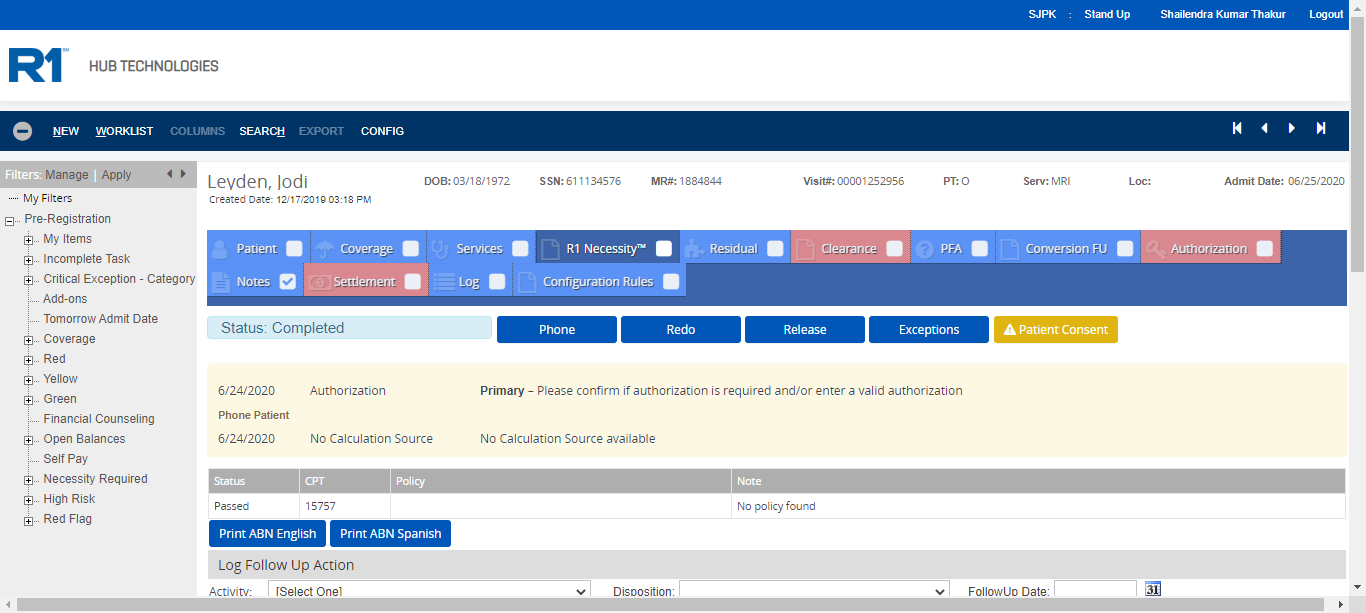 SJPK : Stand Up Shailendra Kumar Thakur Logout
R1 HUB TECHNOLOGIES
NEW WORKLIST COLUMNS SEARCH EXPORT CONFIG
Filters: Manage | Apply
My Filters
Pre-Registration
My Items
Incomplete Task
Critical Exception - Category
Add-ons
Tomorrow Admit Date
Coverage
Red
Yellow
Green
Financial Counseling
Open Balances
Self Pay
Necessity Required
High Risk
Red Flag
Leyden, Jodi DOB: 03/18/1972 SSN: 611134576 MR#: 1884844 Visit#: 00001252956 PT: O Serv: MRI Loc: Admit Date: 06/25/2020
Created Date: 12/17/2019 03:18 PM
Patient Coverage Services R1 Necessity™ Residual Clearance PFA Conversion FU Authorization
Notes Settlement Log Configuration Rules
Status: Completed Phone Redo Release Exceptions Patient Consent
6/24/2020 Authorization Primary – Please confirm if authorization is required and/or enter a valid authorization
Phone Patient
6/24/2020 No Calculation Source No Calculation Source available
Status CPT Policy Note
Passed 15757 No policy found
Print ABN English Print ABN Spanish
Log Follow Up Action
Activity: [Select One] Disposition: FollowUp Date: 31